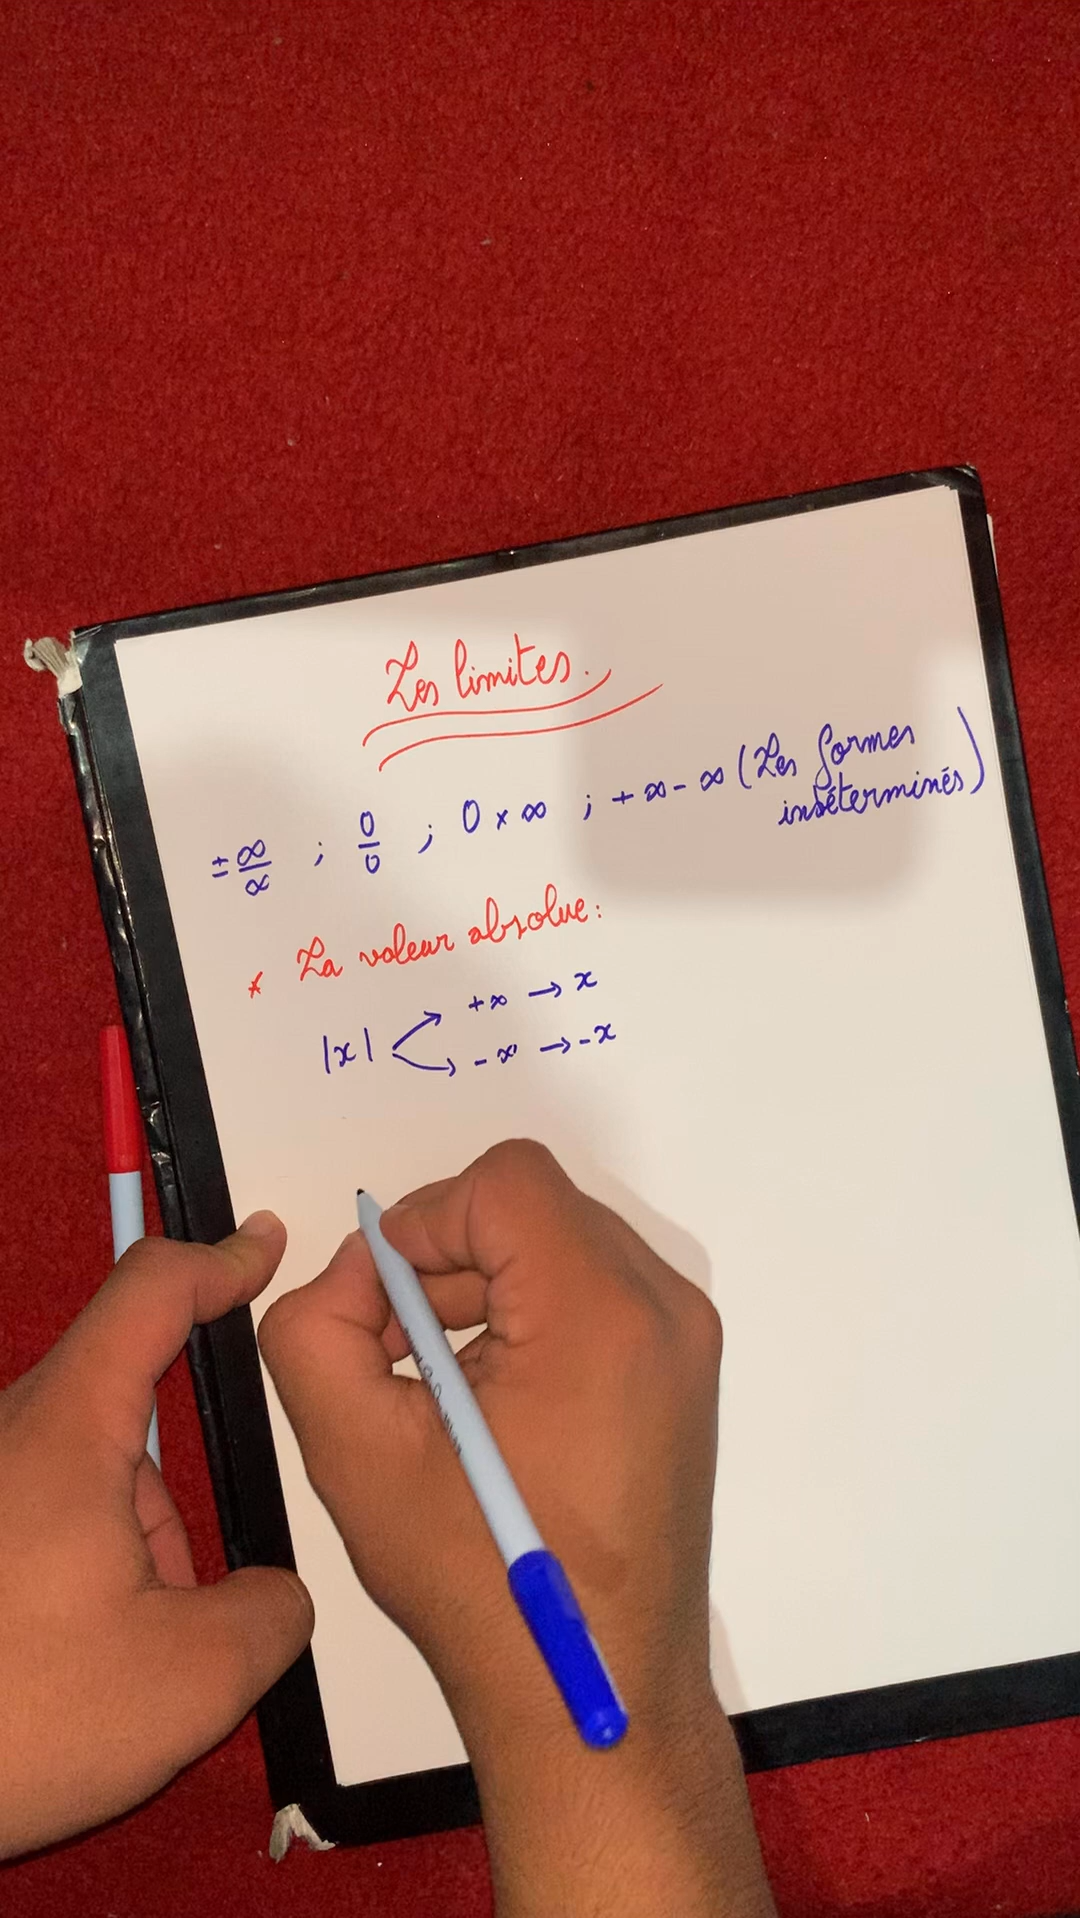 Les limites.
± ∞/∞ ; 0/0 ; 0 × ∞ ; + ∞ - ∞ (Les formes
indéterminés)
* La valeur absolue:
+∞ → x
|x|
-∞ → -x